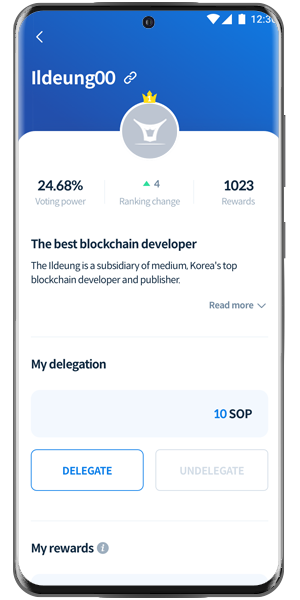 12:30
Ildeung00
24.68%
Voting power
4
Ranking change
1023
Rewards
The best blockchain developer
The Ildeung is a subsidiary of medium, Korea's top
blockchain developer and publisher.
Read more
My delegation
10 SOP
DELEGATE
UNDELEGATE
My rewards i